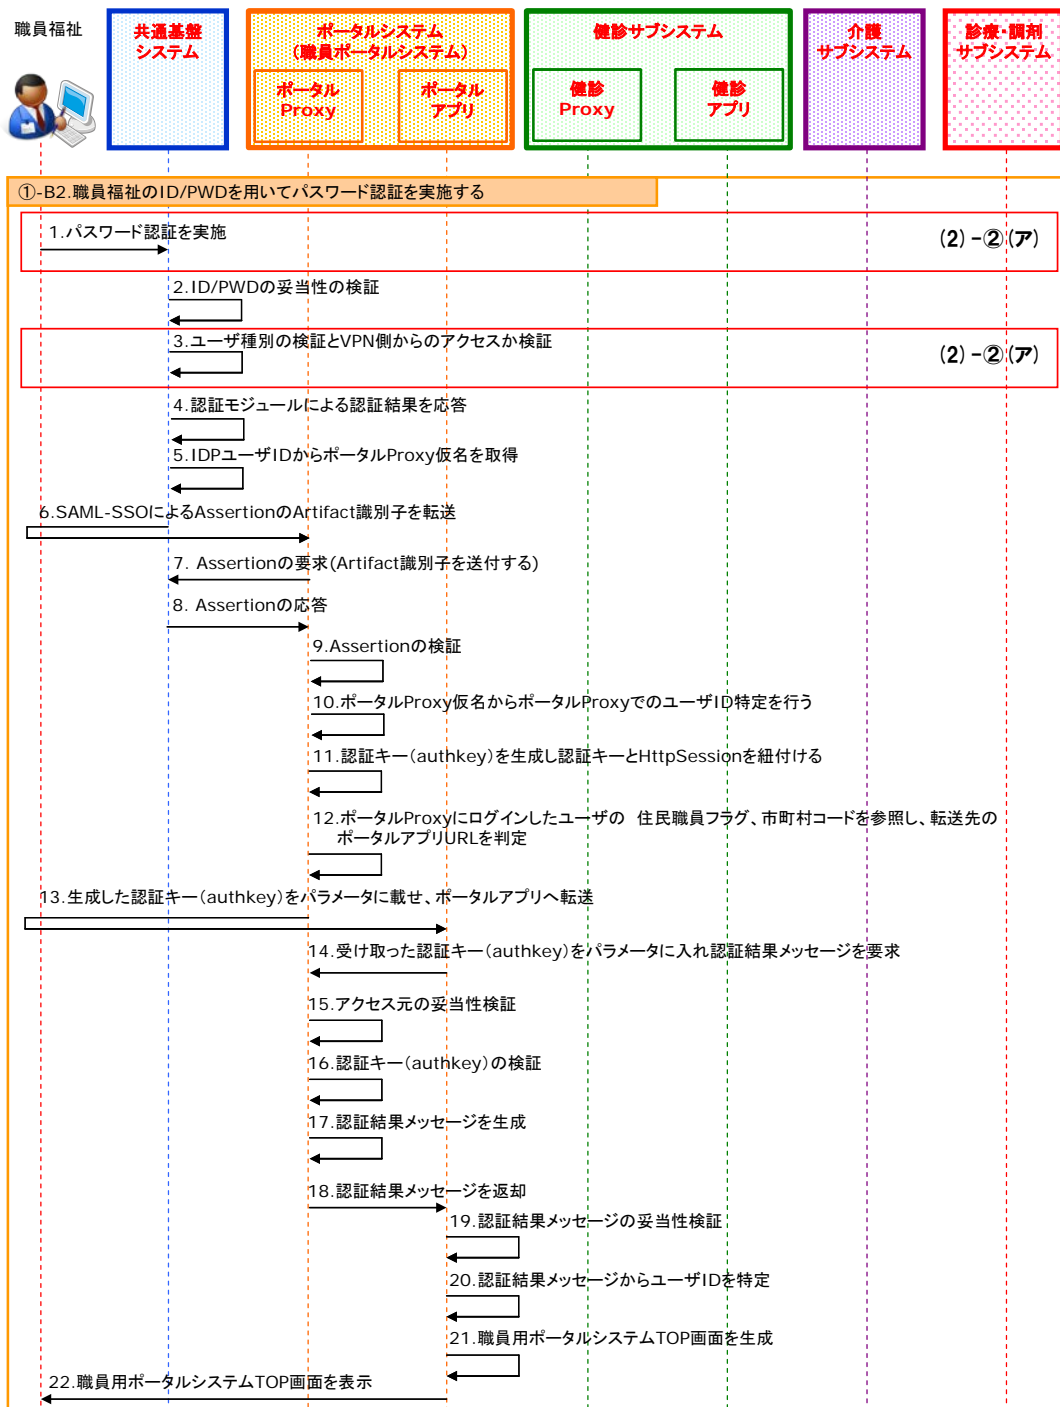 職員福祉
共通基盤
システム
ポータルシステム
(職員ポータルシステム)
ポータル
Proxy
ポータル
アプリ
健診サブシステム
健診
Proxy
健診
アプリ
介護
サブシステム
診療・調剤
サブシステム
①-B2.職員福祉のID/PWDを用いてパスワード認証を実施する
1.パスワード認証を実施
(2)-②(ア)
2.ID/PWDの妥当性の検証
3.ユーザ種別の検証とVPN側からのアクセスか検証
(2)-②(ア)
4.認証モジュールによる認証結果を応答
5.IDPユーザIDからポータルProxy仮名を取得
6.SAML-SSOによるAssertionのArtifact識別子を転送
7. Assertionの要求(Artifact識別子を送付する)
8. Assertionの応答
9.Assertionの検証
10.ポータルProxy仮名からポータルProxyでのユーザID特定を行う
11.認証キー(authkey)を生成し認証キーとHttpSessionを紐付ける
12.ポータルProxyにログインしたユーザの 住民職員フラグ、市町村コードを参照し、転送先の
ポータルアプリURLを判定
13.生成した認証キー(authkey)をパラメータに載せ、ポータルアプリへ転送
14.受け取った認証キー(authkey)をパラメータに入れ認証結果メッセージを要求
15.アクセス元の妥当性検証
16.認証キー(authkey)の検証
17.認証結果メッセージを生成
18.認証結果メッセージを返却
19.認証結果メッセージの妥当性検証
20.認証結果メッセージからユーザIDを特定
21.職員用ポータルシステムTOP画面を生成
22.職員用ポータルシステムTOP画面を表示